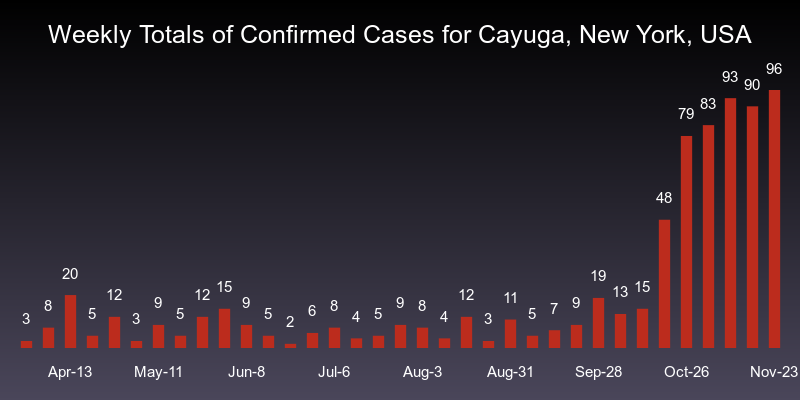 Weekly Totals of Confirmed Cases for Cayuga, New York, USA
3 8 20 5 12 3 9 5 12 15 9 5 2 6 8 4 5 9 8 4 12 3 11 5 7 9 19 13 15 48 79 83 93 90 96
Apr-13 May-11 Jun-8 Jul-6 Aug-3 Aug-31 Sep-28 Oct-26 Nov-23